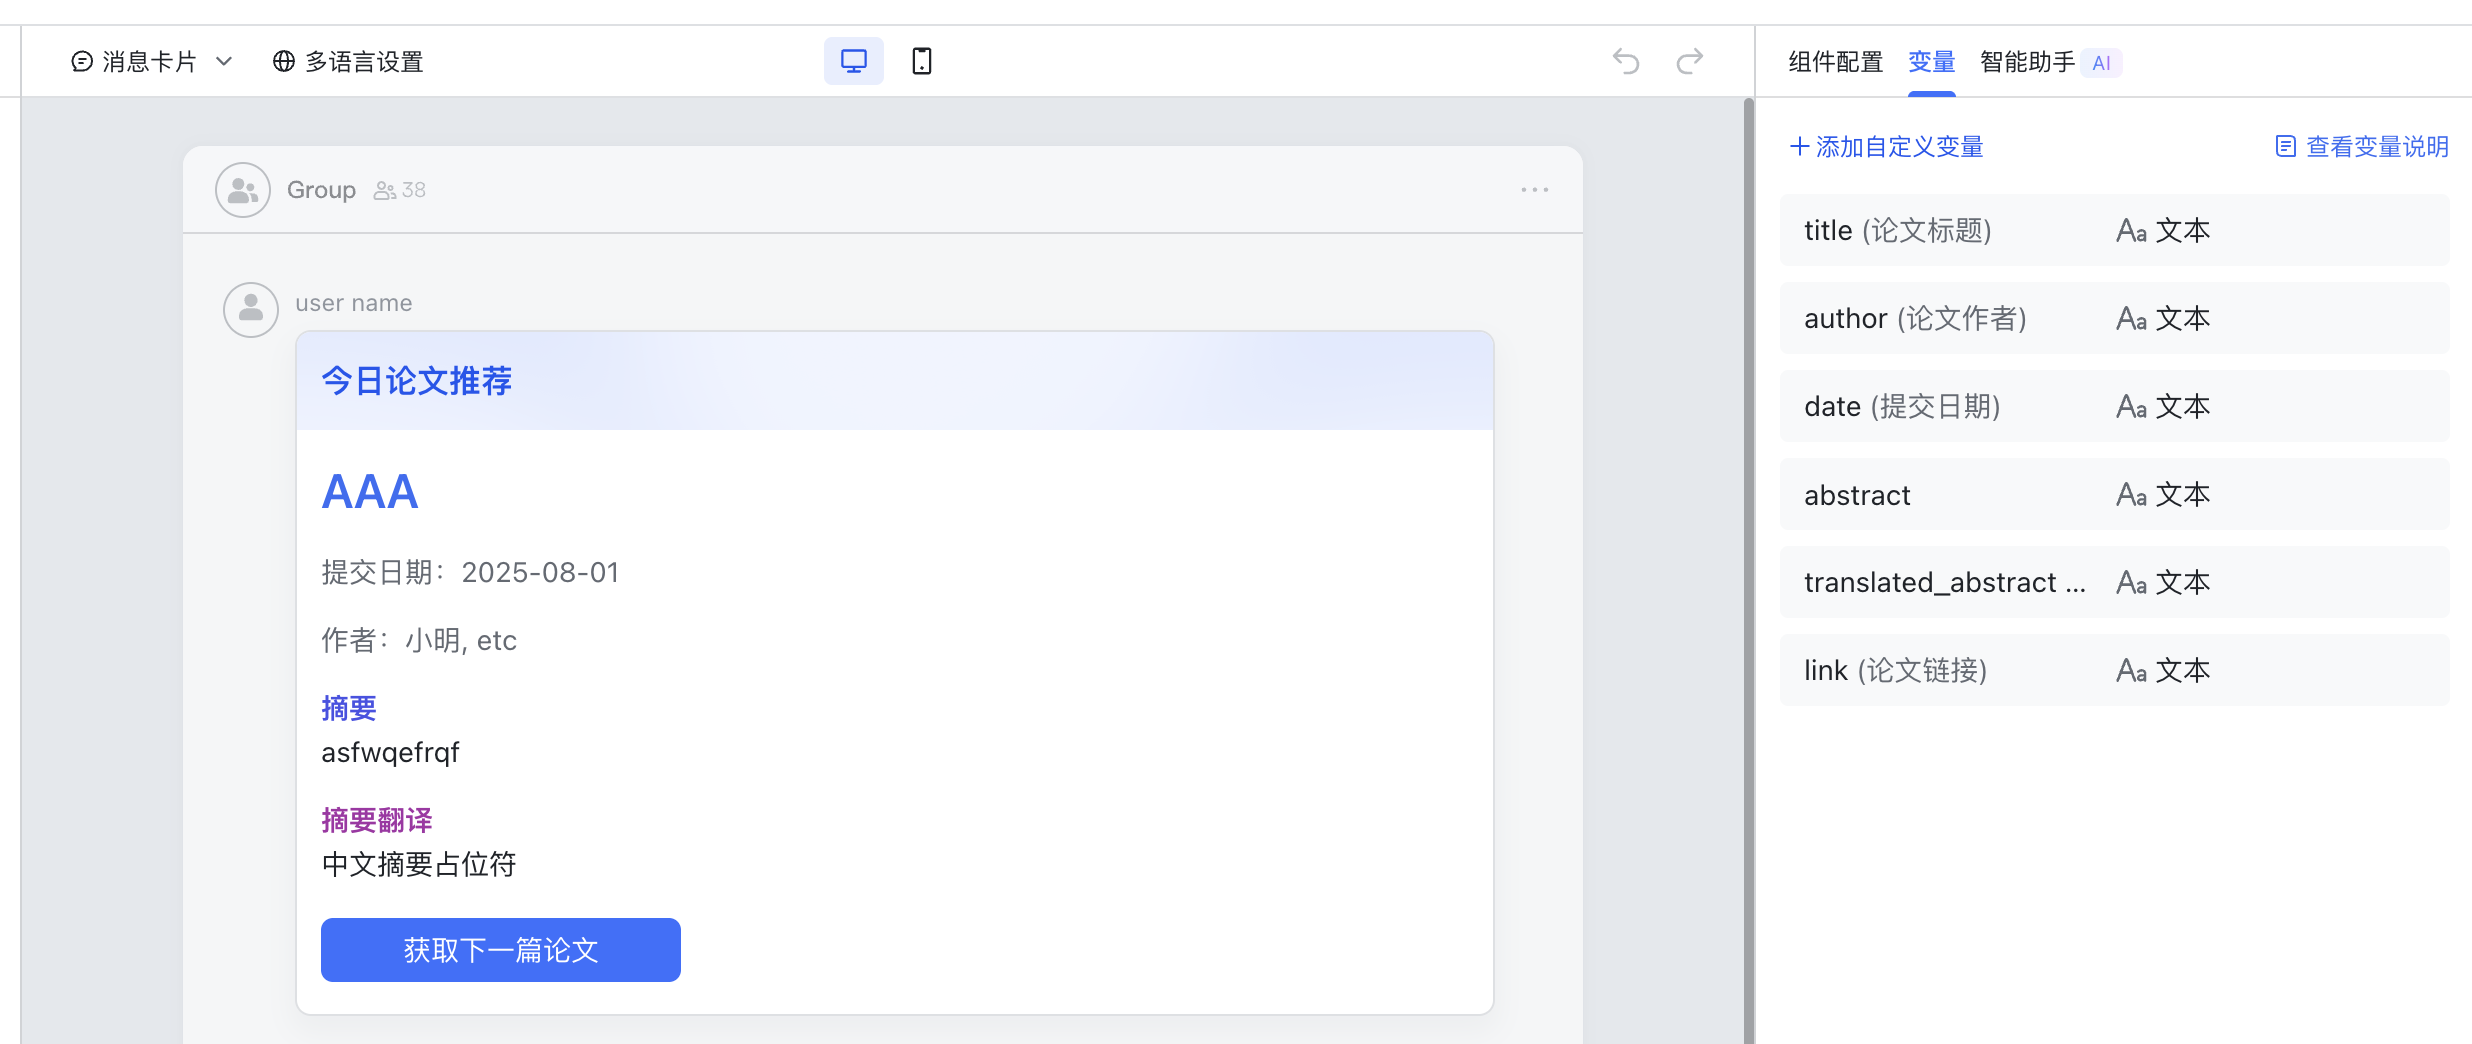 消息卡片
多语言设置
组件配置 变量 智能助手 AI
添加自定义变量
查看变量说明
Group 38
user name
今日论文推荐
AAA
提交日期：2025-08-01
作者：小明, etc
摘要
asfwqefrqf
摘要翻译
中文摘要占位符
获取下一篇论文
title (论文标题) Aa 文本
author (论文作者) Aa 文本
date (提交日期) Aa 文本
abstract Aa 文本
translated_abstract ... Aa 文本
link (论文链接) Aa 文本